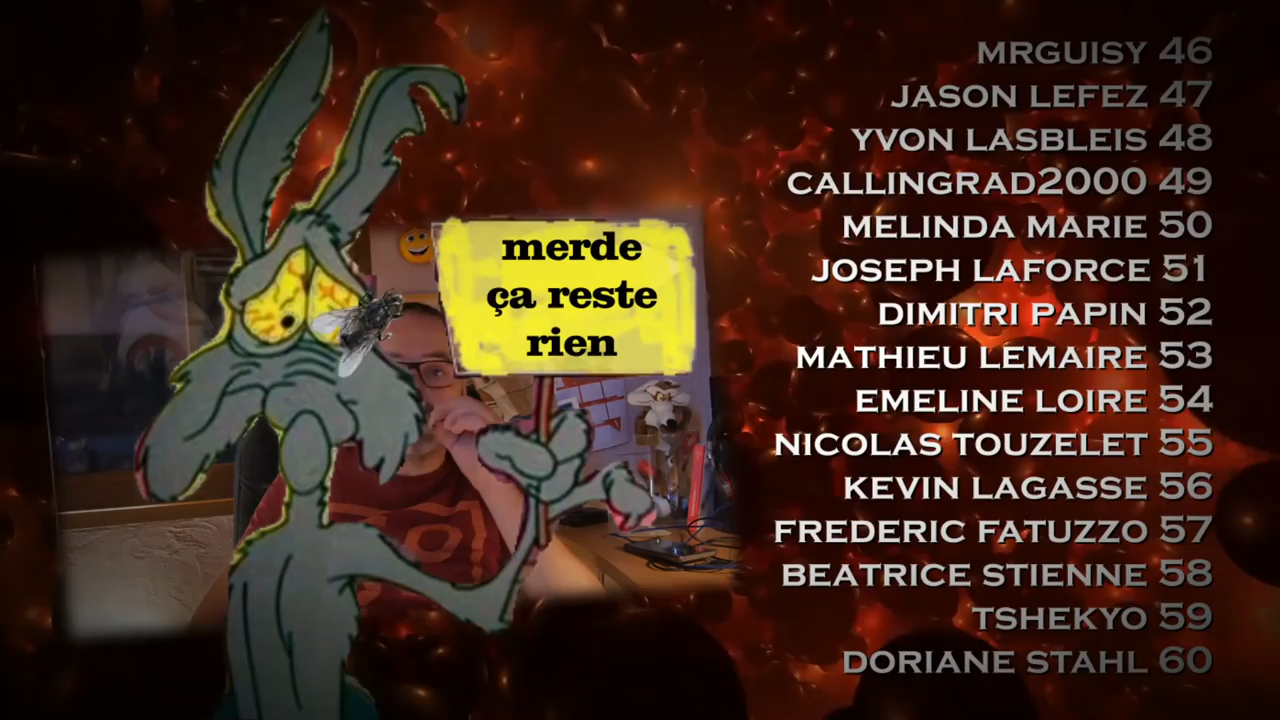 merde
ça reste
rien
MRGUISY 46
JASON LEFEZ 47
YVON LASBLEIS 48
CALLINGRAD2000 49
MELINDA MARIE 50
JOSEPH LAFORCE 51
DIMITRI PAPIN 52
MATHIEU LEMAIRE 53
EMELINE LOIRE 54
NICOLAS TOUZELET 55
KEVIN LAGASSE 56
FREDERIC FATUZZO 57
BEATRICE STIENNE 58
TSHEKYO 59
DORIANE STAHL 60